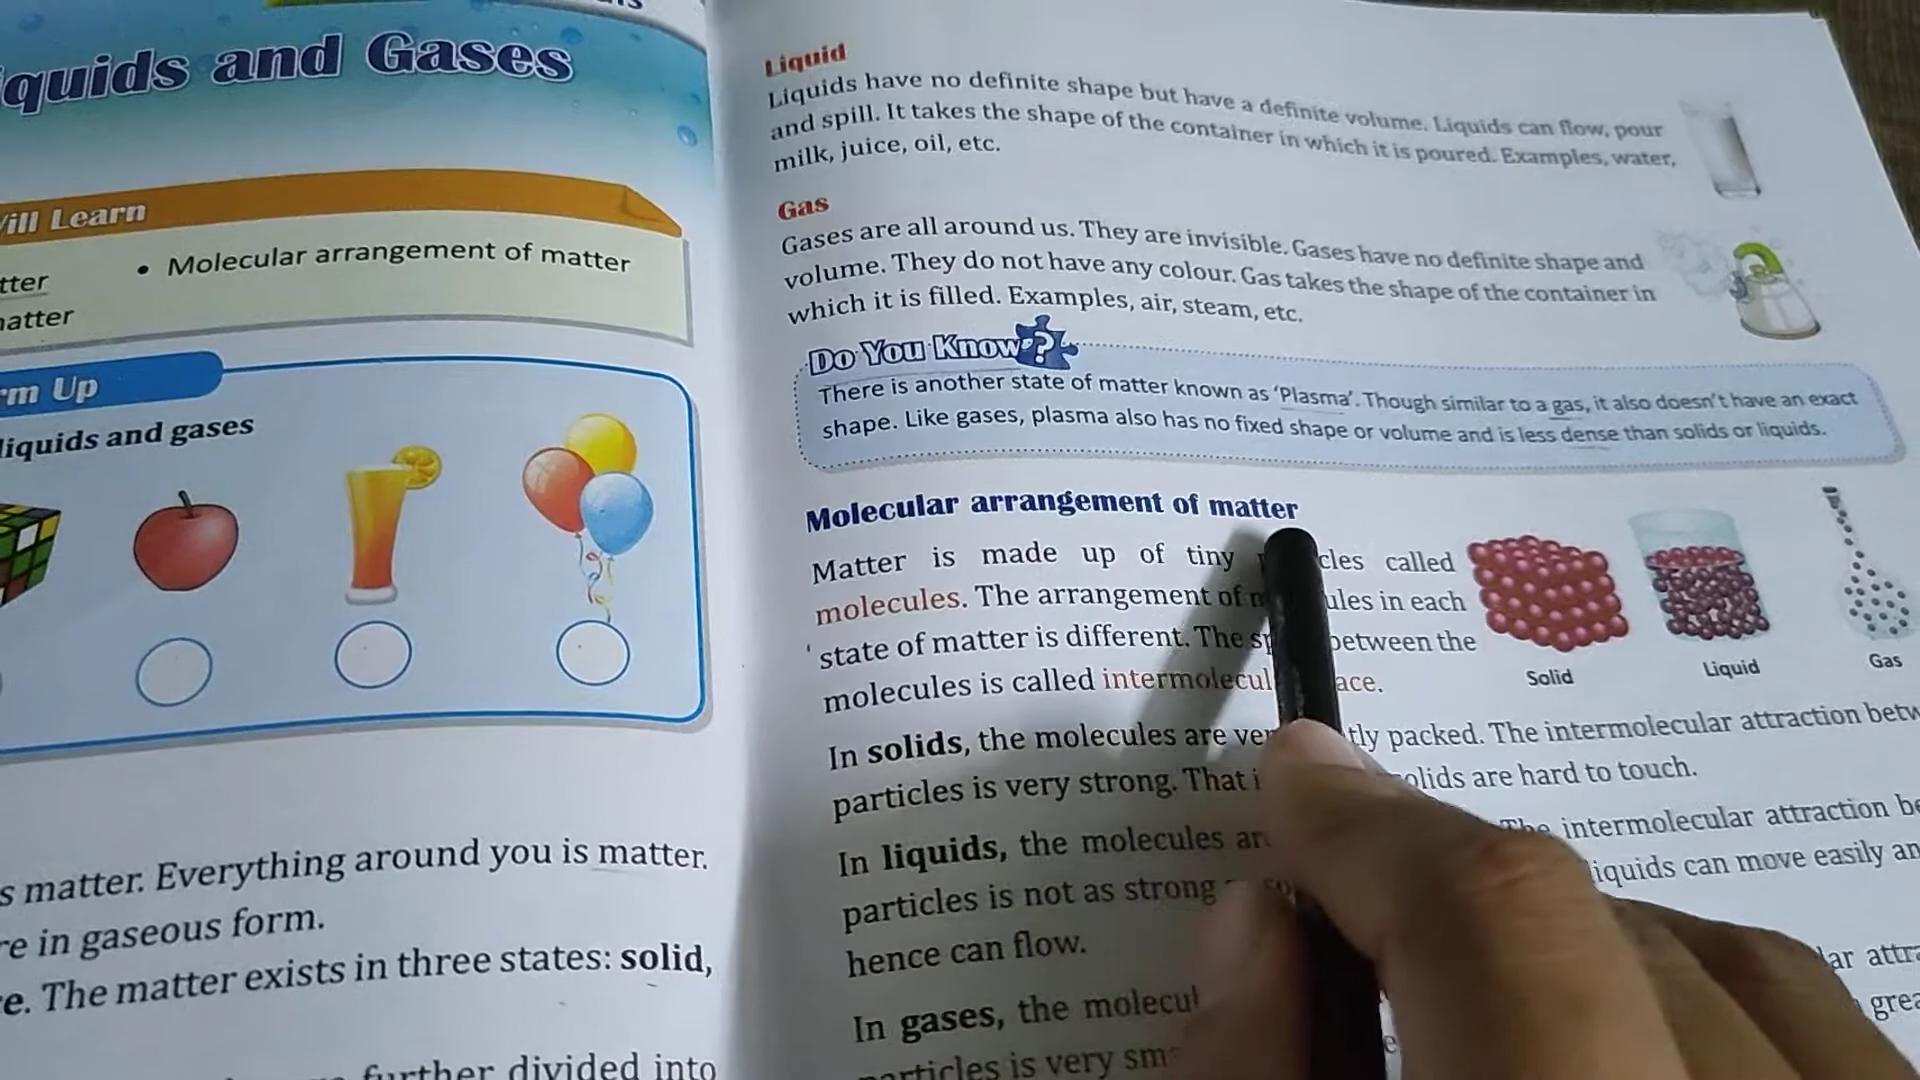 quids and Gases
ill Learn
tter
• Molecular arrangement of matter
atter
rm Up
liquids and gases
s matter. Everything around you is matter.
re in gaseous form.
e. The matter exists in three states: solid,
further divided into
Liquid
Liquids have no definite shape but have a definite volume. Liquids can flow, pour
and spill. It takes the shape of the container in which it is poured. Examples, water,
milk, juice, oil, etc.
Gas
Gases are all around us. They are invisible. Gases have no definite shape and
volume. They do not have any colour. Gas takes the shape of the container in
which it is filled. Examples, air, steam, etc.
Do You Know?
There is another state of matter known as ‘Plasma’. Though similar to a gas, it also doesn’t have an exact
shape. Like gases, plasma also has no fixed shape or volume and is less dense than solids or liquids.
Molecular arrangement of matter
Matter is made up of tiny cles called
molecules. The arrangement of ules in each
state of matter is different. The between the
molecules is called intermolecul ace.
Solid
Liquid
Gas
In solids, the molecules are ver tly packed. The intermolecular attraction betw
particles is very strong. That i olids are hard to touch.
In liquids, the molecules ar The intermolecular attraction be
particles is not as strong liquids can move easily an
hence can flow.
In gases, the molecul lar attra
particles is very sm grea